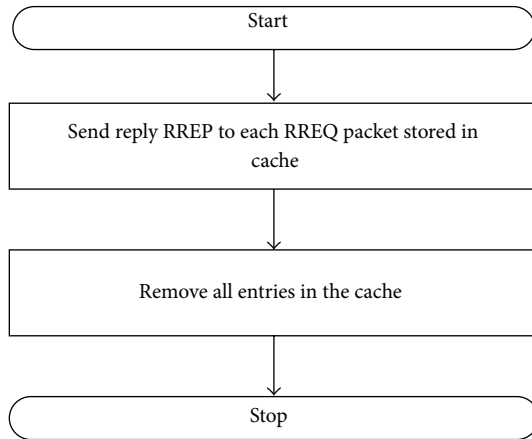 Start
Send reply RREP to each RREQ packet stored in
cache
Remove all entries in the cache
Stop